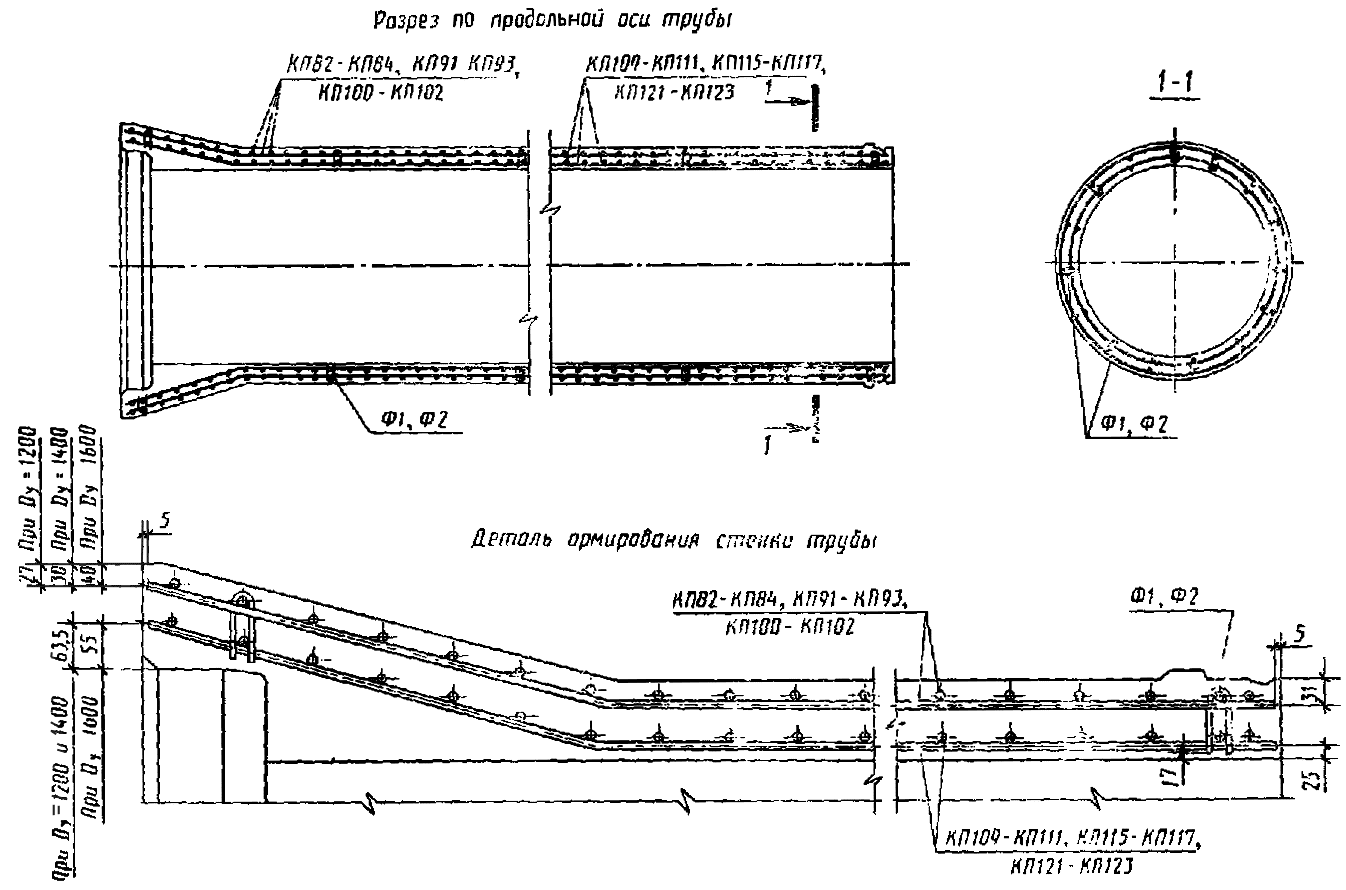 Разрез по продольной оси трубы
КП82-КП84, КП91 КП93,
КП100-КП102
КП109-КП111, КП115-КП117,
КП121-КП123
1
1-1
Ф1, Ф2
1
Ф1, Ф2
27 При Dу=1200
30 При Dу=1400
40 При Dу 1600
5
Деталь армирования стенки трубы
КП82-КП84, КП91-КП93,
КП100-КП102
Ф1, Ф2
5
63,5
При Dу=1200 и 1400
55
При Dу 1600
31
17
25
КП109-КП111, КП115-КП117,
КП121-КП123